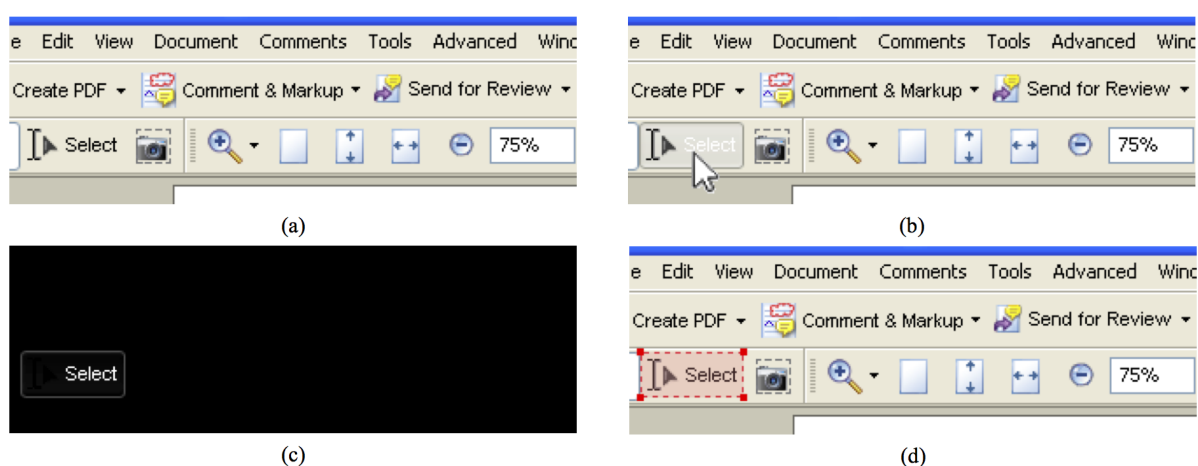 e Edit View Document Comments Tools Advanced Winc
Create PDF Comment & Markup Send for Review
Select 75%
(a)
e Edit View Document Comments Tools Advanced Winc
Create PDF Comment & Markup Send for Review
Select 75%
(b)
Select
(c)
e Edit View Document Comments Tools Advanced Winc
Create PDF Comment & Markup Send for Review
Select 75%
(d)